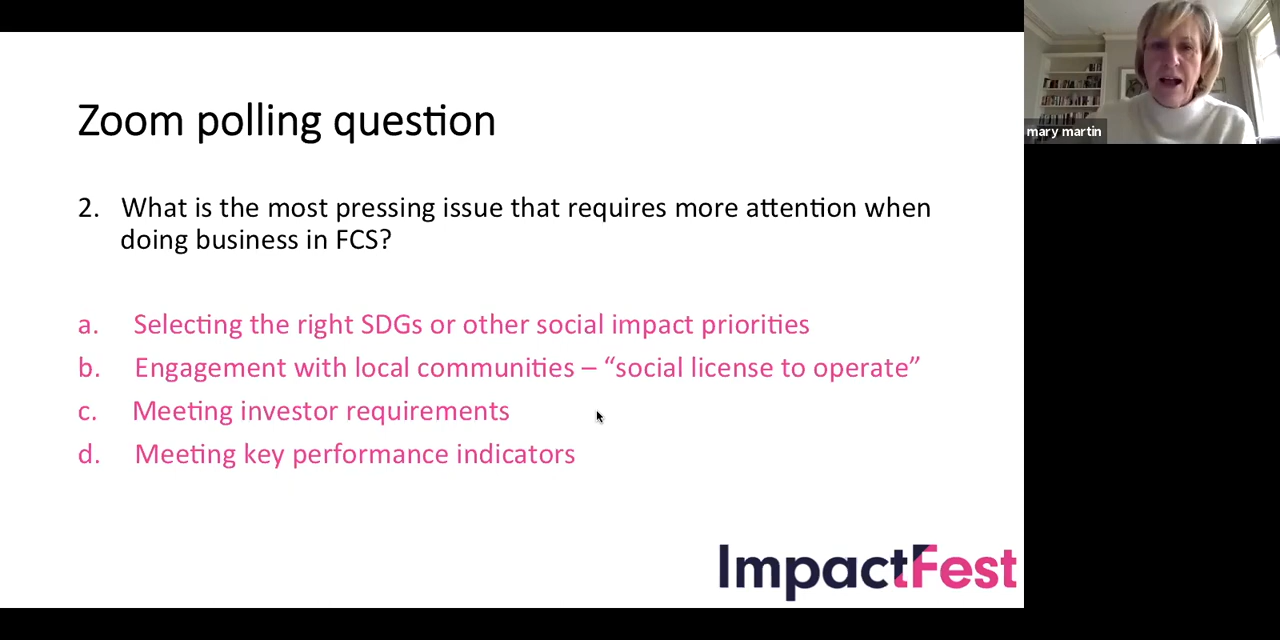 Zoom polling question
2. What is the most pressing issue that requires more attention when
doing business in FCS?
a. Selecting the right SDGs or other social impact priorities
b. Engagement with local communities – “social license to operate”
c. Meeting investor requirements
d. Meeting key performance indicators
ImpactFest
mary martin